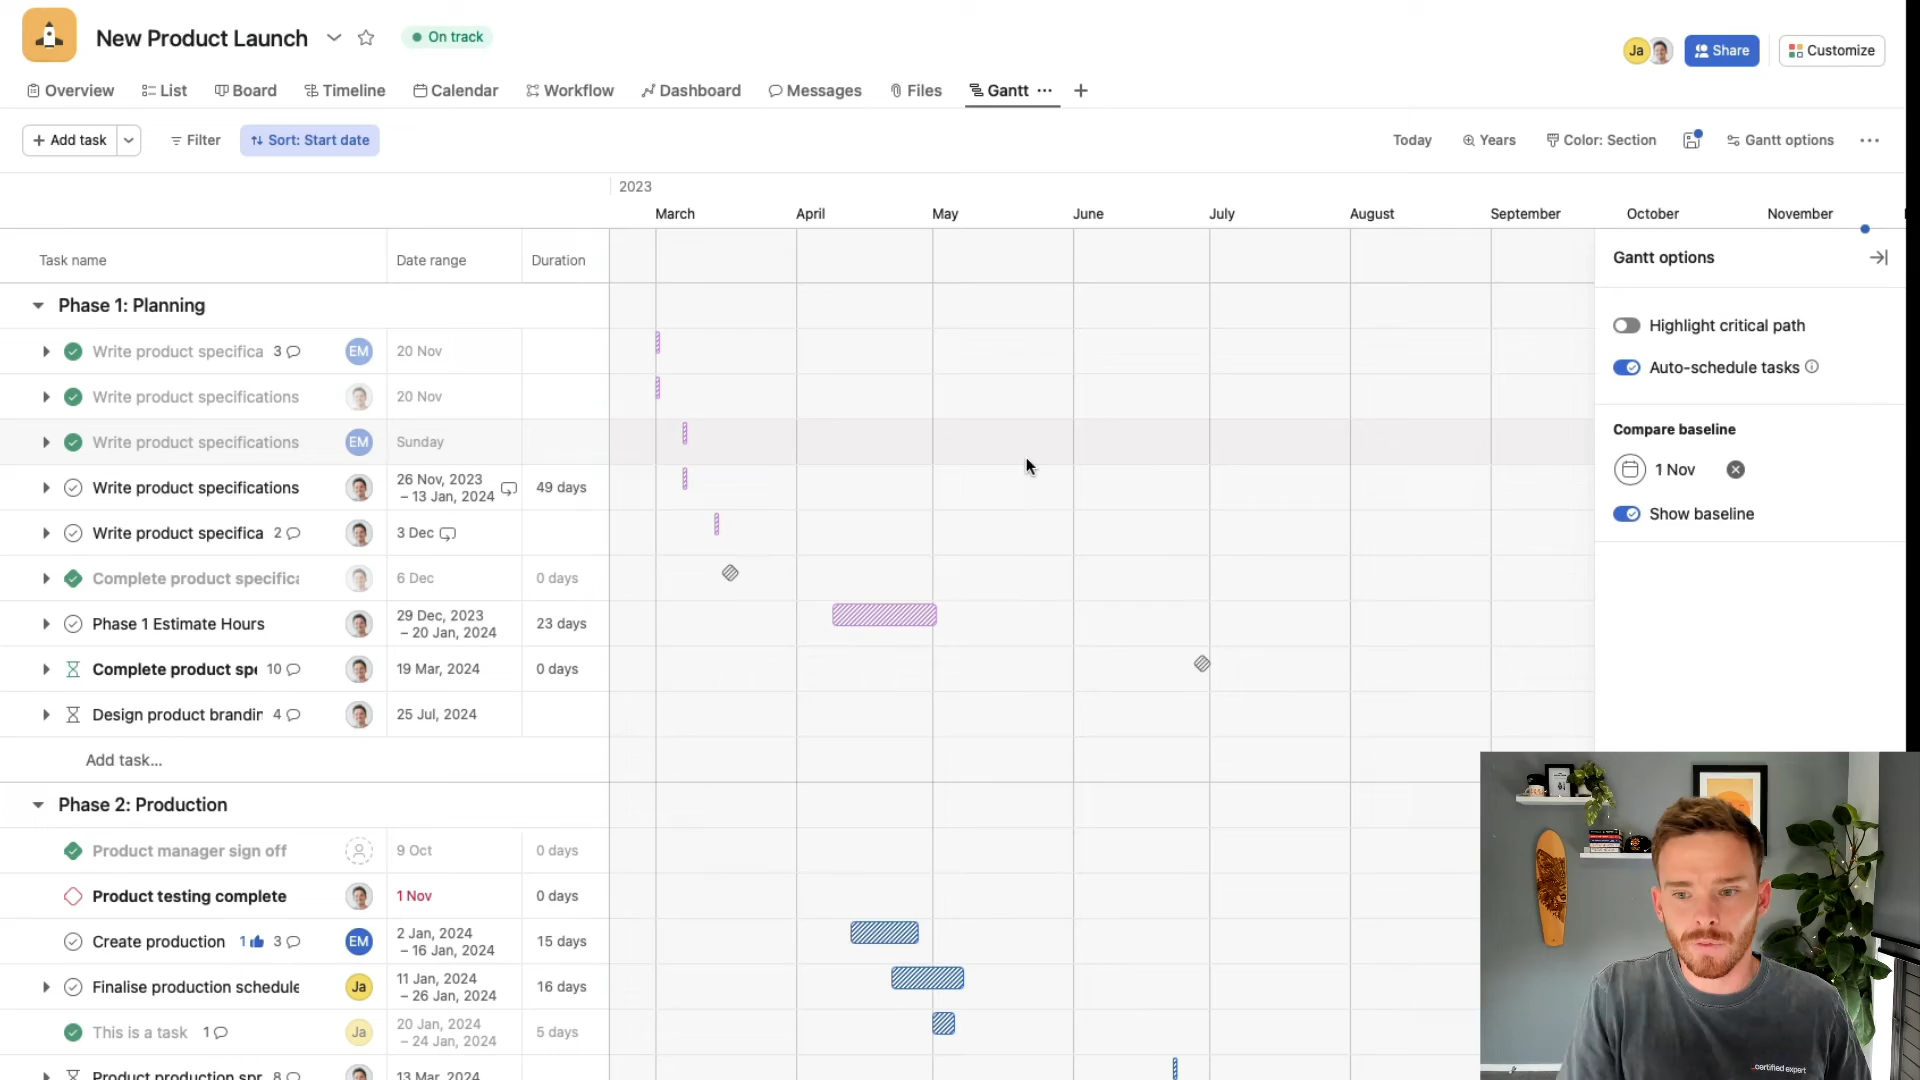 New Product Launch
On track
Ja
Share
Customize
Overview
List
Board
Timeline
Calendar
Workflow
Dashboard
Messages
Files
Gantt
Add task
Filter
Sort: Start date
Today
Years
Color: Section
Gantt options
2023
March
April
May
June
July
August
September
October
November
Task name
Date range
Duration
Gantt options
Phase 1: Planning
Highlight critical path
Write product specifica 3
EM
20 Nov
Auto-schedule tasks
Write product specifications
20 Nov
Compare baseline
Write product specifications
EM
Sunday
1 Nov
Write product specifications
26 Nov, 2023
– 13 Jan, 2024
49 days
Show baseline
Write product specifica 2
3 Dec
Complete product specifica
6 Dec
0 days
Phase 1 Estimate Hours
29 Dec, 2023
– 20 Jan, 2024
23 days
Complete product spe 10
19 Mar, 2024
0 days
Design product brandin 4
25 Jul, 2024
Add task...
Phase 2: Production
Product manager sign off
9 Oct
0 days
Product testing complete
1 Nov
0 days
Create production 1 3
EM
2 Jan, 2024
– 16 Jan, 2024
15 days
Finalise production schedule
Ja
11 Jan, 2024
– 26 Jan, 2024
16 days
This is a task 1
Ja
20 Jan, 2024
– 24 Jan, 2024
5 days
Product production spr 8
13 Mar, 2024
_certified expert